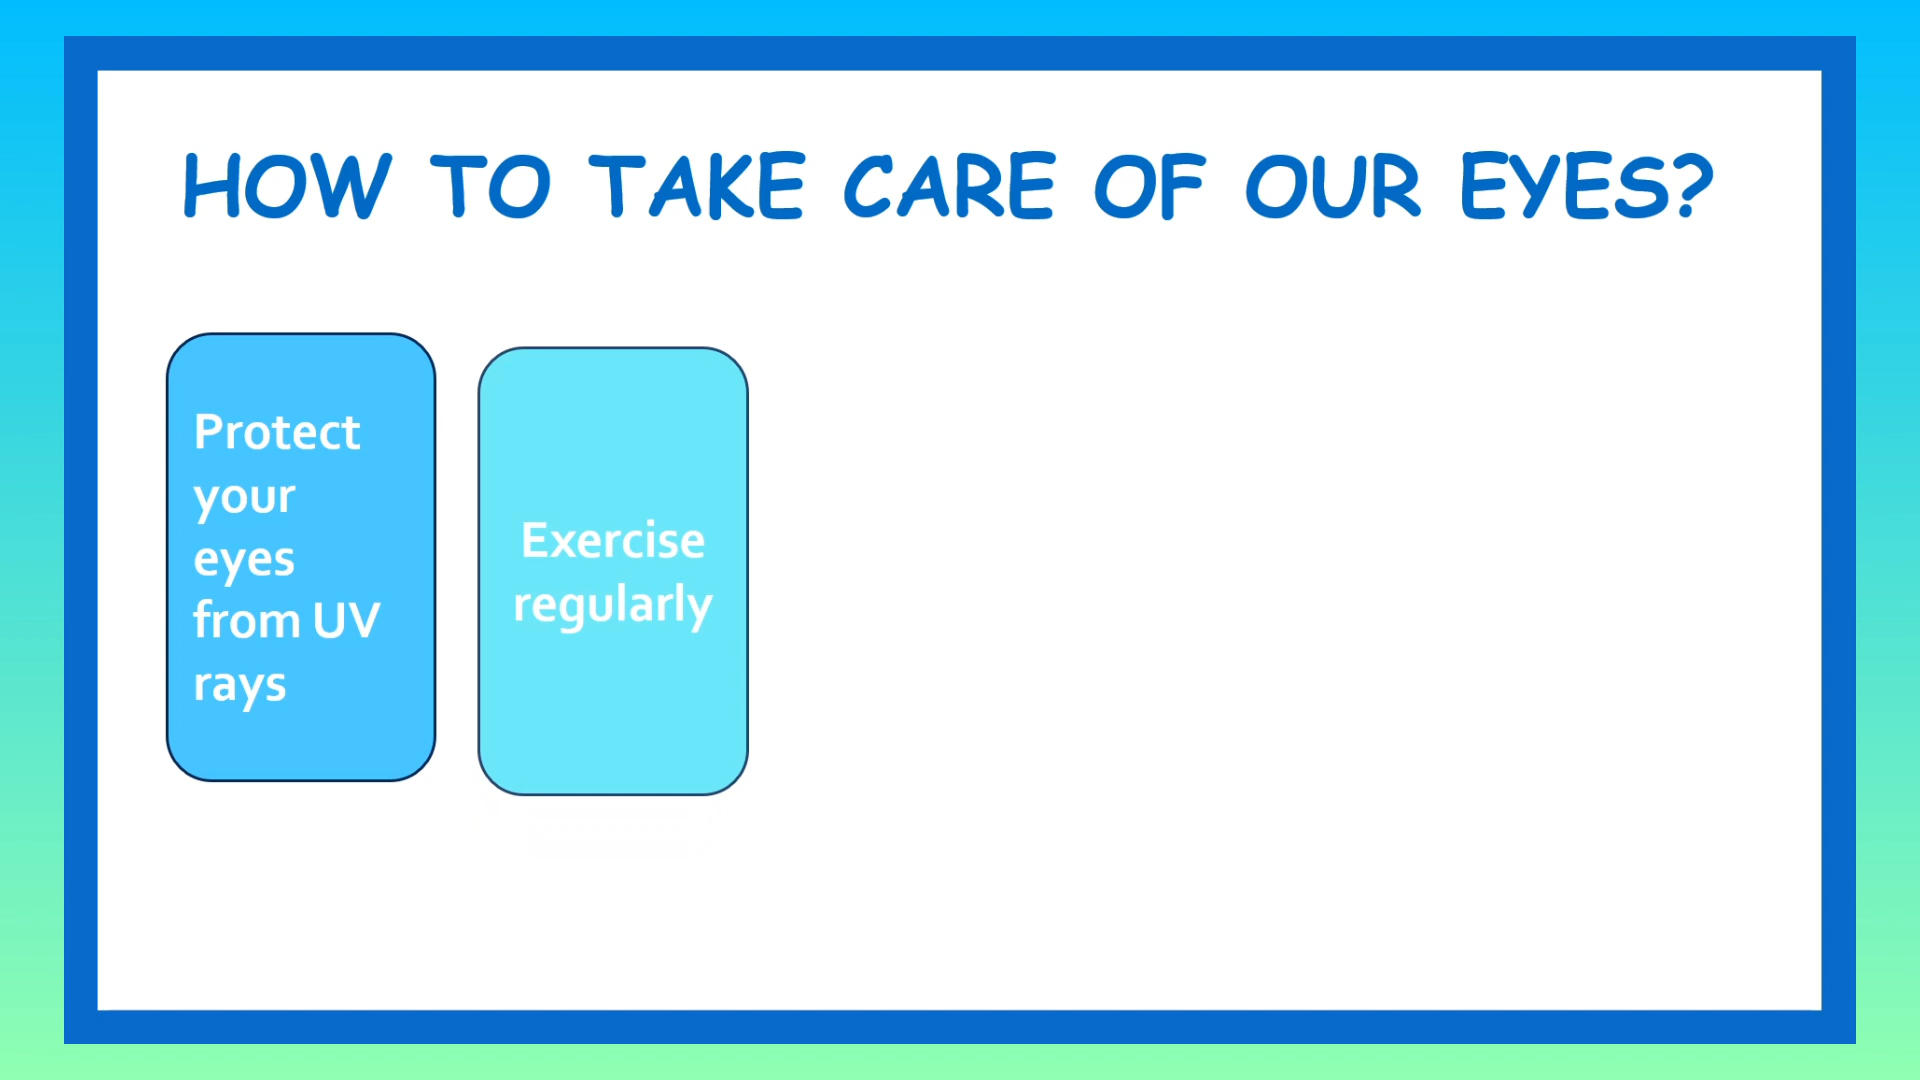 HOW TO TAKE CARE OF OUR EYES?
Protect
your
eyes
from UV
rays
Exercise
regularly